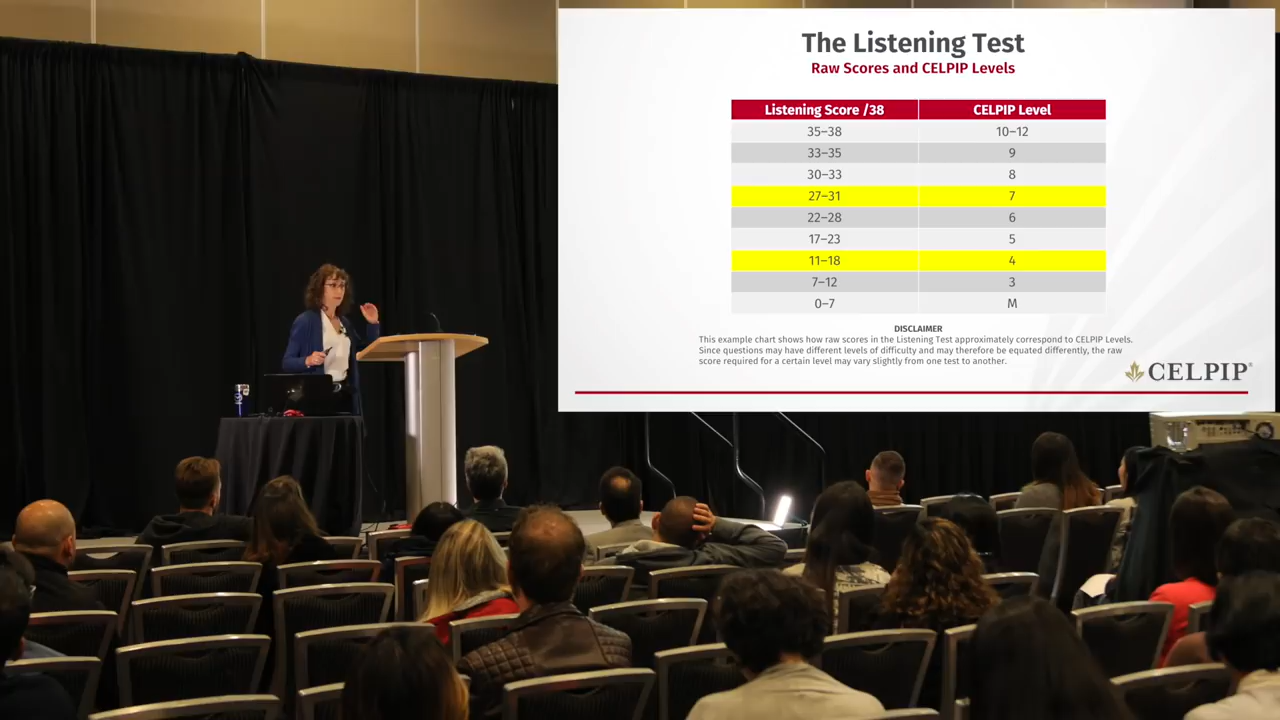 The Listening Test
Raw Scores and CELPIP Levels
Listening Score /38 CELPIP Level
35–38 10–12
33–35 9
30–33 8
27–31 7
22–28 6
17–23 5
11–18 4
7–12 3
0–7 M
DISCLAIMER
This example chart shows how raw scores in the Listening Test approximately correspond to CELPIP Levels.
Since questions may have different levels of difficulty and may therefore be equated differently, the raw
score required for a certain level may vary slightly from one test to another.
CELPIP®